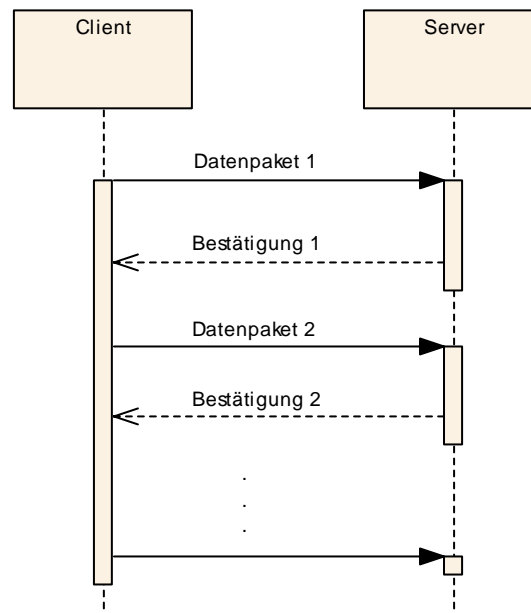 Client
Server
Datenpaket 1
Bestätigung 1
Datenpaket 2
Bestätigung 2
.
.
.